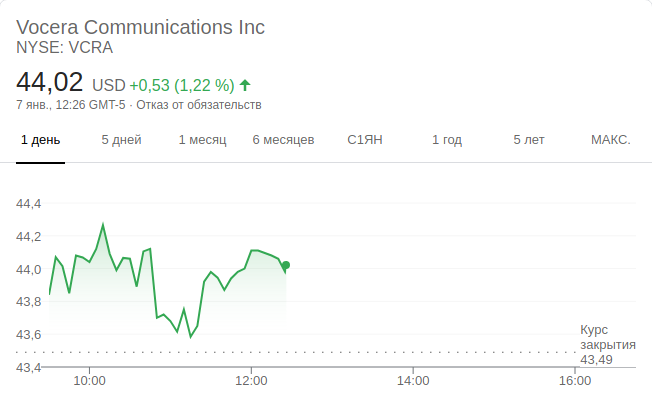 Vocera Communications Inc
NYSE: VCRA
44,02 USD +0,53 (1,22 %)
7 янв., 12:26 GMT-5 · Отказ от обязательств
1 день 5 дней 1 месяц 6 месяцев С1ЯН 1 год 5 лет МАКС.
44,4
44,2
44,0
43,8
43,6
43,4
Курс
закрытия
43,49
10:00 12:00 14:00 16:00